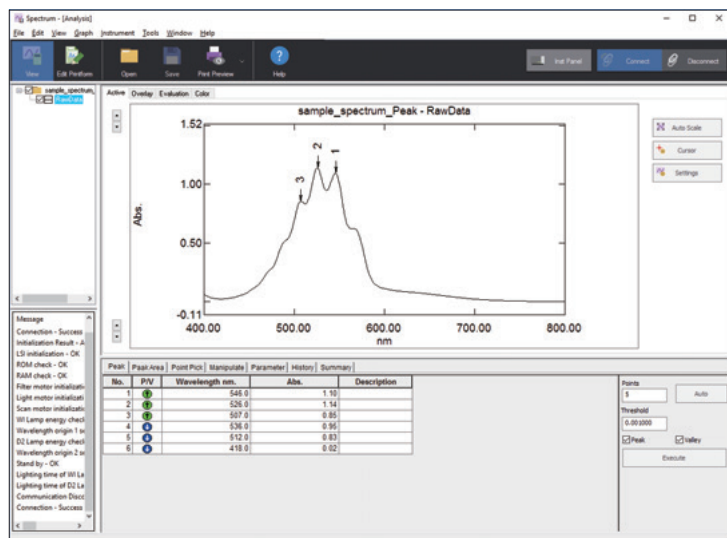 Spectrum - [Analysis]
File Edit View Graph Instrument Tools Window Help
View Edit Printform Open Save Print Preview Help Init Panel Connect Disconnect
sample_spectrum_
RawData
Active Overlay Evaluation Color
sample_spectrum_Peak - RawData
1.52
1.00
0.50
-0.11
Abs.
3 2 1
400.00 500.00 600.00 700.00 800.00
nm
Auto Scale
Cursor
Settings
Message
Connection - Success
Initialization Result - A
LSI initialization - OK
ROM check - OK
RAM check - OK
Filter motor initializati
Light motor initializati
Scan motor initializati
WI Lamp energy check
Wavelength origin 1 s
D2 Lamp energy check
Wavelength origin 2 s
Stand by - OK
Lighting time of WI La
Lighting time of D2 La
Communication Disco
Connection - Success
Peak Peak Area Point Pick Manipulate Parameter History Summary
No. P/V Wavelength nm. Abs. Description
1 546.0 1.10
2 526.0 1.14
3 507.0 0.85
4 536.0 0.95
5 512.0 0.83
6 418.0 0.02
Points
5 Auto
Threshold
0.001000
Peak Valley
Execute